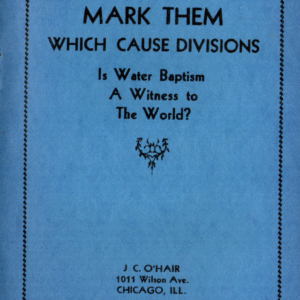 MARK THEM
WHICH CAUSE DIVISIONS
Is Water Baptism
A Witness to
The World?
J C. O'HAIR
1011 Wilson Ave.
CHICAGO, ILL.